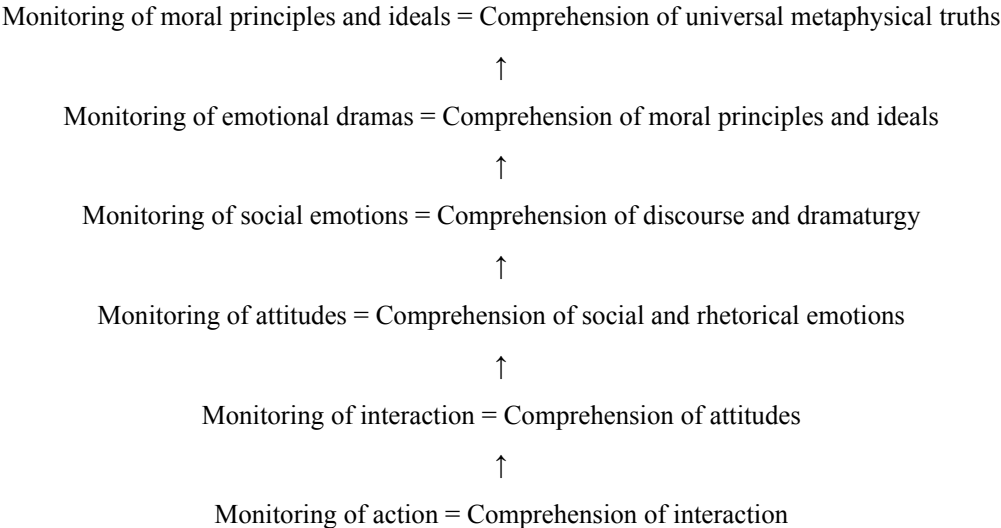 Monitoring of moral principles and ideals = Comprehension of universal metaphysical truths
↑
Monitoring of emotional dramas = Comprehension of moral principles and ideals
↑
Monitoring of social emotions = Comprehension of discourse and dramaturgy
↑
Monitoring of attitudes = Comprehension of social and rhetorical emotions
↑
Monitoring of interaction = Comprehension of attitudes
↑
Monitoring of action = Comprehension of interaction